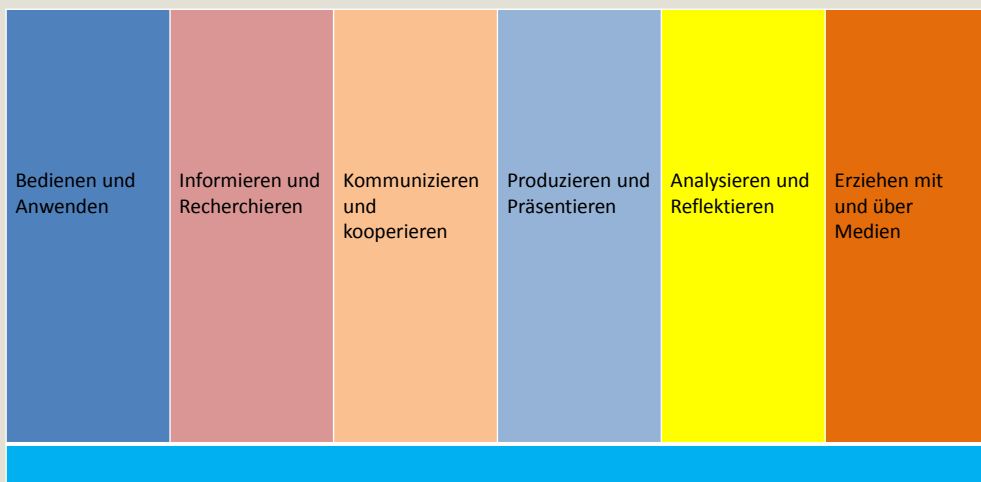 Bedienen und
Anwenden
Informieren und
Recherchieren
Kommunizieren
und
kooperieren
Produzieren und
Präsentieren
Analysieren und
Reflektieren
Erziehen mit
und über
Medien